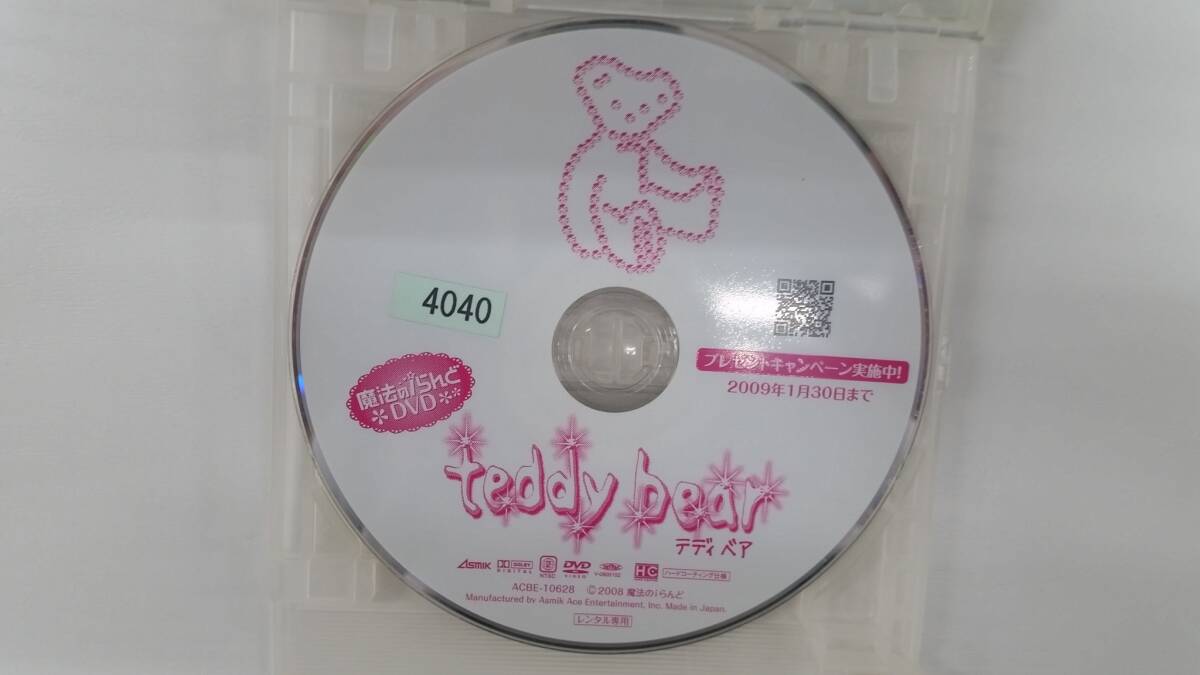 4040
プレゼントキャンペーン実施中!
2009年1月30日まで
魔法のiらんど
DVD
teddy bear
テディ ベア
ASMIK DOLBY DIGITAL 2 NTSC DVD VIDEO HC ハードコーティング仕様
ACBE-10628 ©2008 魔法のiらんど
Manufactured by Asmik Ace Entertainment, Inc. Made in Japan.
レンタル専用